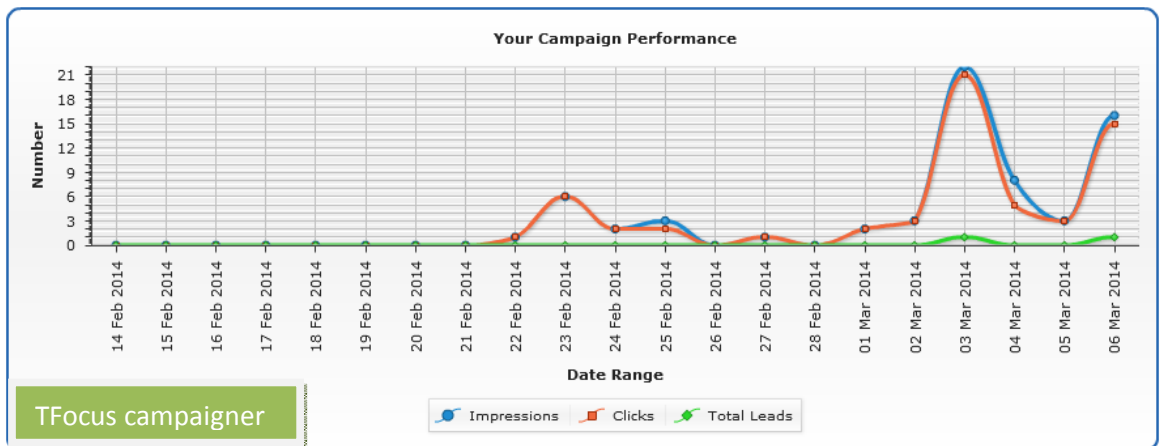 Your Campaign Performance
Number
21
18
15
12
9
6
3
0
14 Feb 2014
15 Feb 2014
16 Feb 2014
17 Feb 2014
18 Feb 2014
19 Feb 2014
20 Feb 2014
21 Feb 2014
22 Feb 2014
23 Feb 2014
24 Feb 2014
25 Feb 2014
26 Feb 2014
27 Feb 2014
28 Feb 2014
01 Mar 2014
02 Mar 2014
03 Mar 2014
04 Mar 2014
05 Mar 2014
06 Mar 2014
Date Range
Impressions Clicks Total Leads
TFocus campaigner